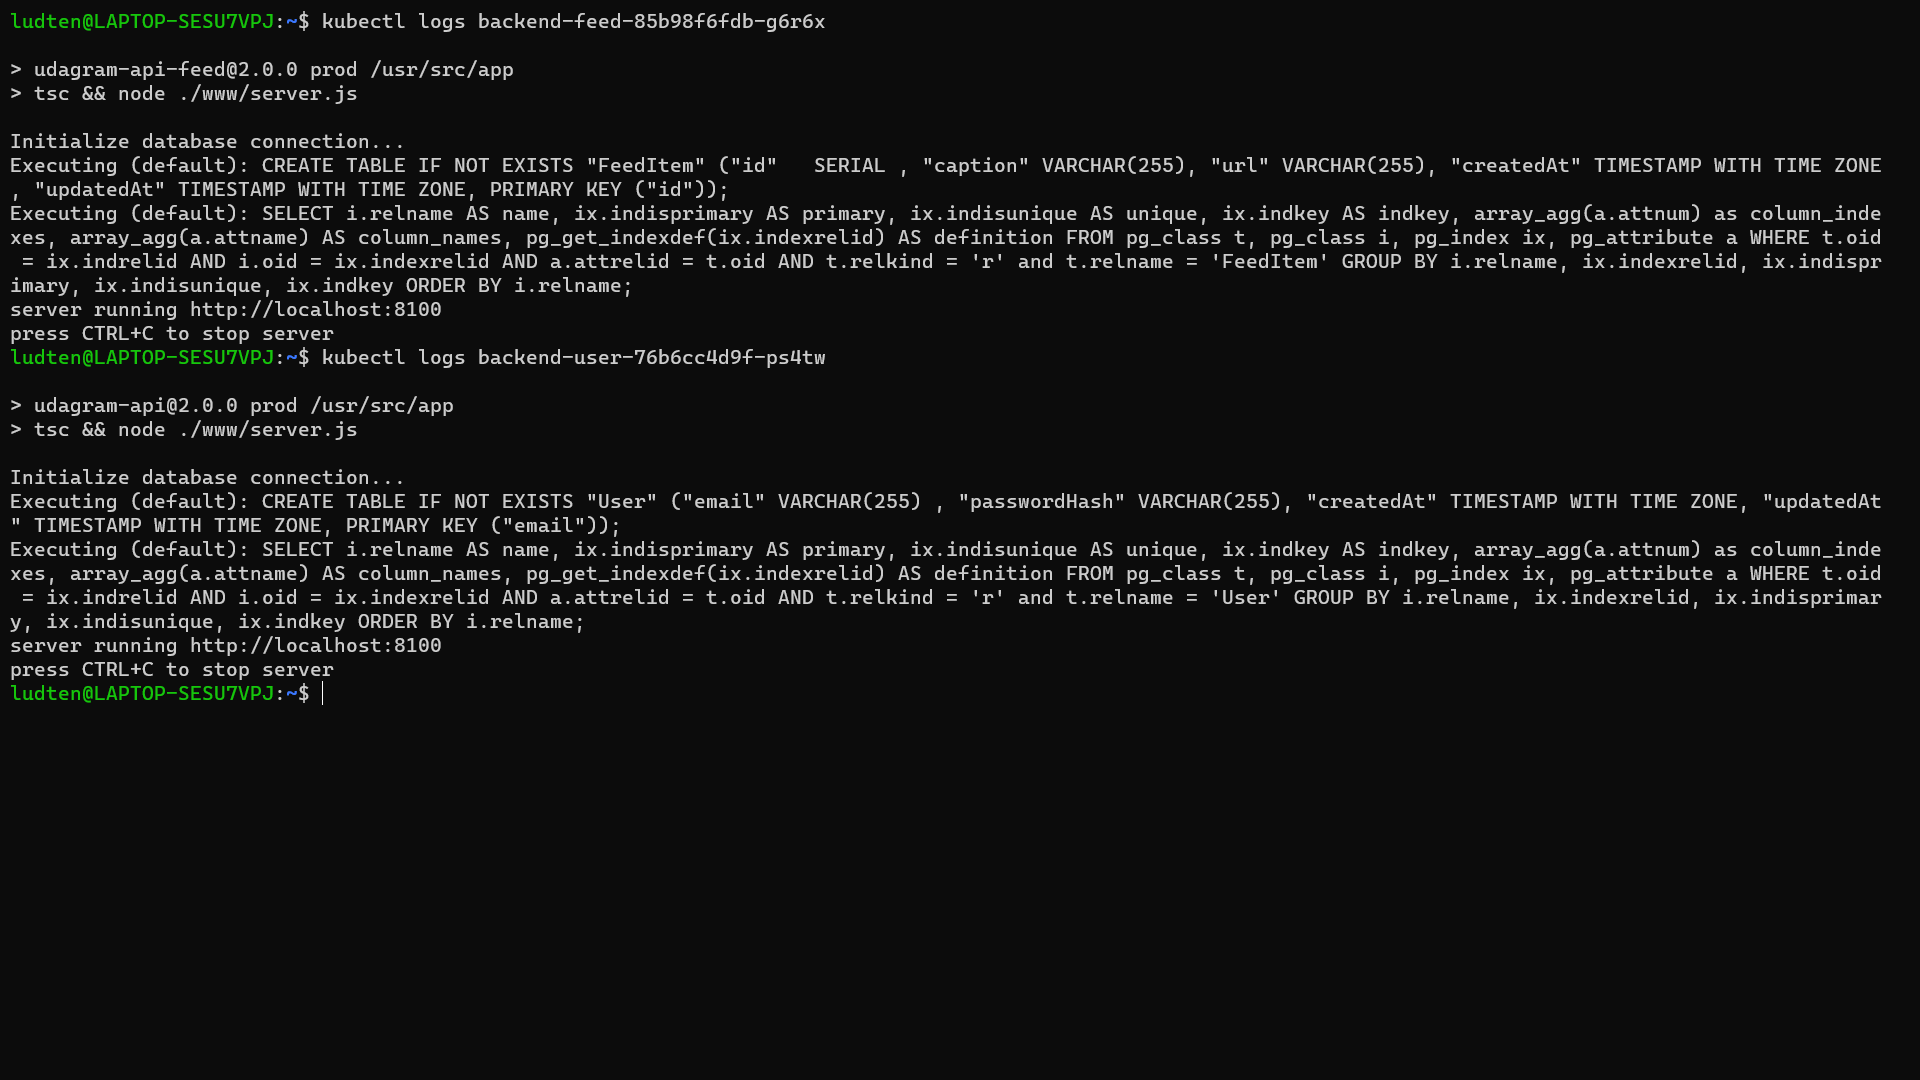 ludten@LAPTOP-SESU7VPJ:~$ kubectl logs backend-feed-85b98f6fdb-g6r6x
> udagram-api-feed@2.0.0 prod /usr/src/app
> tsc && node ./www/server.js
Initialize database connection...
Executing (default): CREATE TABLE IF NOT EXISTS "FeedItem" ("id"   SERIAL , "caption" VARCHAR(255), "url" VARCHAR(255), "createdAt" TIMESTAMP WITH TIME ZONE
, "updatedAt" TIMESTAMP WITH TIME ZONE, PRIMARY KEY ("id"));
Executing (default): SELECT i.relname AS name, ix.indisprimary AS primary, ix.indisunique AS unique, ix.indkey AS indkey, array_agg(a.attnum) as column_inde
xes, array_agg(a.attname) AS column_names, pg_get_indexdef(ix.indexrelid) AS definition FROM pg_class t, pg_class i, pg_index ix, pg_attribute a WHERE t.oid
 = ix.indrelid AND i.oid = ix.indexrelid AND a.attrelid = t.oid AND t.relkind = 'r' and t.relname = 'FeedItem' GROUP BY i.relname, ix.indexrelid, ix.indispr
imary, ix.indisunique, ix.indkey ORDER BY i.relname;
server running http://localhost:8100
press CTRL+C to stop server
ludten@LAPTOP-SESU7VPJ:~$ kubectl logs backend-user-76b6cc4d9f-ps4tw
> udagram-api@2.0.0 prod /usr/src/app
> tsc && node ./www/server.js
Initialize database connection...
Executing (default): CREATE TABLE IF NOT EXISTS "User" ("email" VARCHAR(255) , "passwordHash" VARCHAR(255), "createdAt" TIMESTAMP WITH TIME ZONE, "updatedAt
" TIMESTAMP WITH TIME ZONE, PRIMARY KEY ("email"));
Executing (default): SELECT i.relname AS name, ix.indisprimary AS primary, ix.indisunique AS unique, ix.indkey AS indkey, array_agg(a.attnum) as column_inde
xes, array_agg(a.attname) AS column_names, pg_get_indexdef(ix.indexrelid) AS definition FROM pg_class t, pg_class i, pg_index ix, pg_attribute a WHERE t.oid
 = ix.indrelid AND i.oid = ix.indexrelid AND a.attrelid = t.oid AND t.relkind = 'r' and t.relname = 'User' GROUP BY i.relname, ix.indexrelid, ix.indisprimar
y, ix.indisunique, ix.indkey ORDER BY i.relname;
server running http://localhost:8100
press CTRL+C to stop server
ludten@LAPTOP-SESU7VPJ:~$